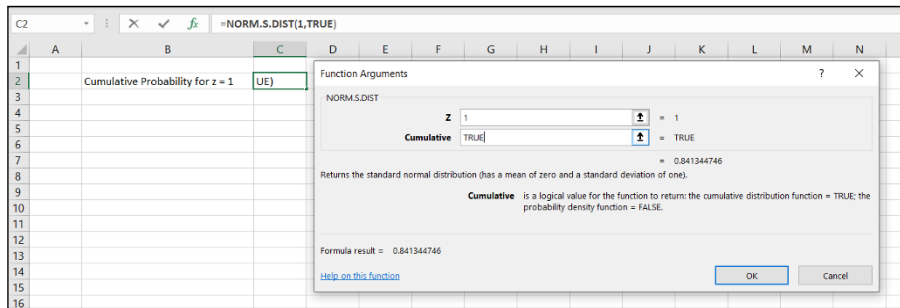 C2 fx =NORM.S.DIST(1,TRUE)
A B C D E F G H I J K L M N
1
2 Cumulative Probability for z = 1 UE)
3
4
5
6
7
8
9
10
11
12
13
14
15
16
Function Arguments ? ×
NORM.S.DIST
Z 1 = 1
Cumulative TRUE = TRUE
= 0.841344746
Returns the standard normal distribution (has a mean of zero and a standard deviation of one).
Cumulative is a logical value for the function to return: the cumulative distribution function = TRUE; the
probability density function = FALSE.
Formula result = 0.841344746
Help on this function OK Cancel